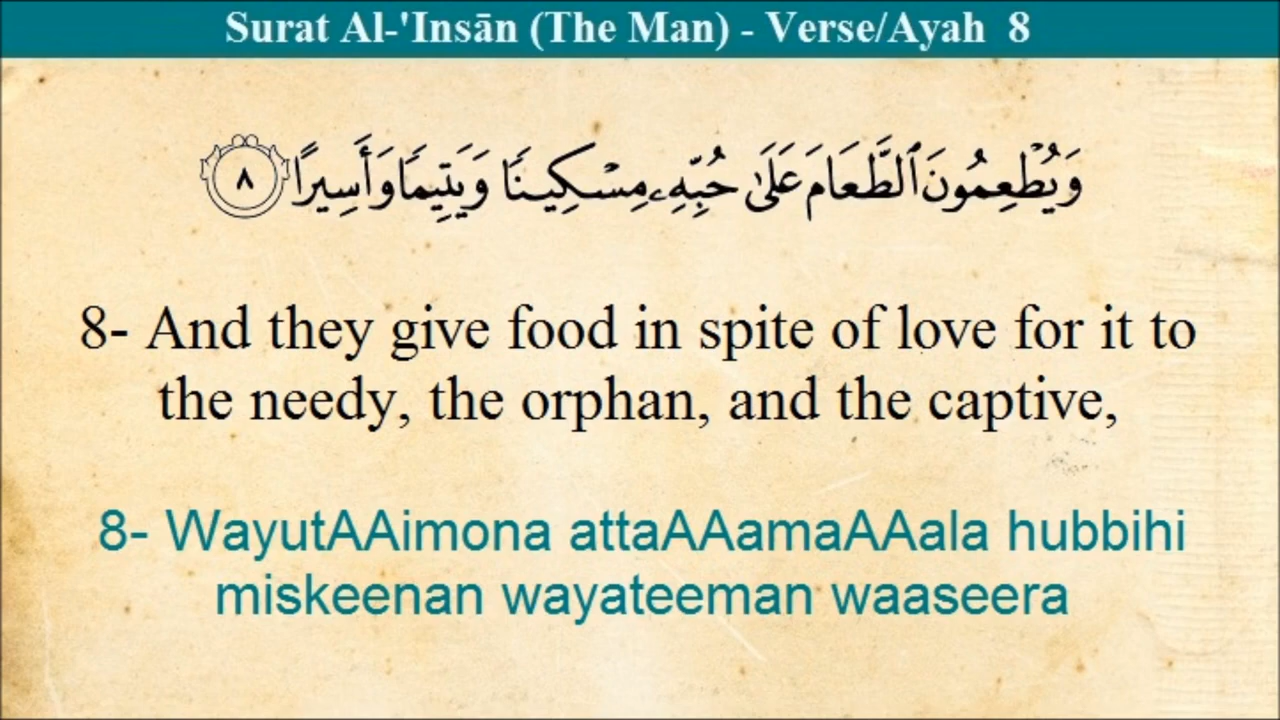 Surat Al-'Insān (The Man) - Verse/Ayah 8
وَيُطْعِمُونَ ٱلطَّعَامَ عَلَىٰ حُبِّهِۦ مِسْكِينًا وَيَتِيمًا وَأَسِيرًا ٨
8- And they give food in spite of love for it to
the needy, the orphan, and the captive,
8- WayutAAimona attaAAamaAAala hubbihi
miskeenan wayateeman waaseera